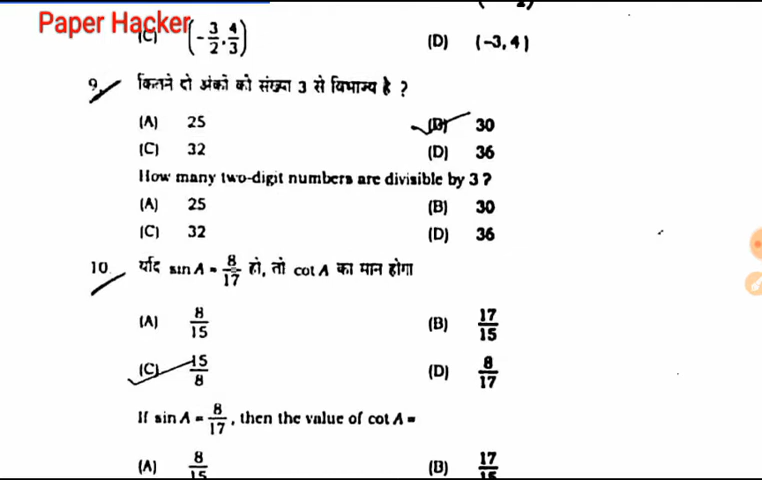 Paper Hacker
(C) (-3/2, 4/3) (D) (-3, 4)
9. कितने दो अंकों की संख्या 3 से विभाज्य है ?
(A) 25 (B) 30
(C) 32 (D) 36
How many two-digit numbers are divisible by 3 ?
(A) 25 (B) 30
(C) 32 (D) 36
10. यदि sin A = 8/17 हो, तो cot A का मान होगा
(A) 8/15 (B) 17/15
(C) 15/8 (D) 8/17
If sin A = 8/17, then the value of cot A =
(A) 8/15 (B) 17/15